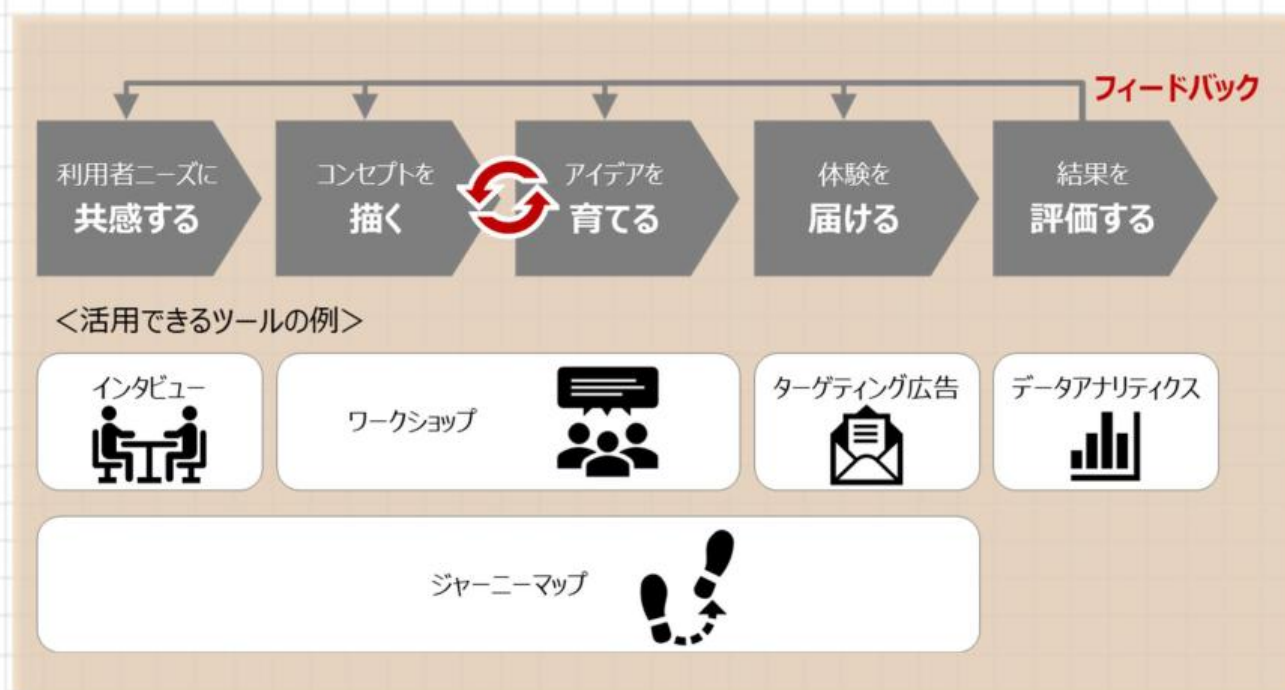 フィードバック
利用者ニーズに
共感する
コンセプトを
描く
アイデアを
育てる
体験を
届ける
結果を
評価する
＜活用できるツールの例＞
インタビュー
ワークショップ
ターゲティング広告
データアナリティクス
ジャーニーマップ